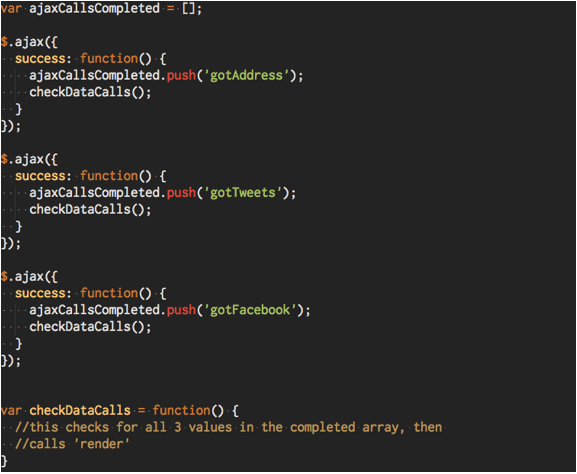 var ajaxCallsCompleted = [];
$.ajax({
  success: function() {
    ajaxCallsCompleted.push('gotAddress');
    checkDataCalls();
  }
});
$.ajax({
  success: function() {
    ajaxCallsCompleted.push('gotTweets');
    checkDataCalls();
  }
});
$.ajax({
  success: function() {
    ajaxCallsCompleted.push('gotFacebook');
    checkDataCalls();
  }
});
var checkDataCalls = function() {
  //this checks for all 3 values in the completed array, then
  //calls 'render'
}